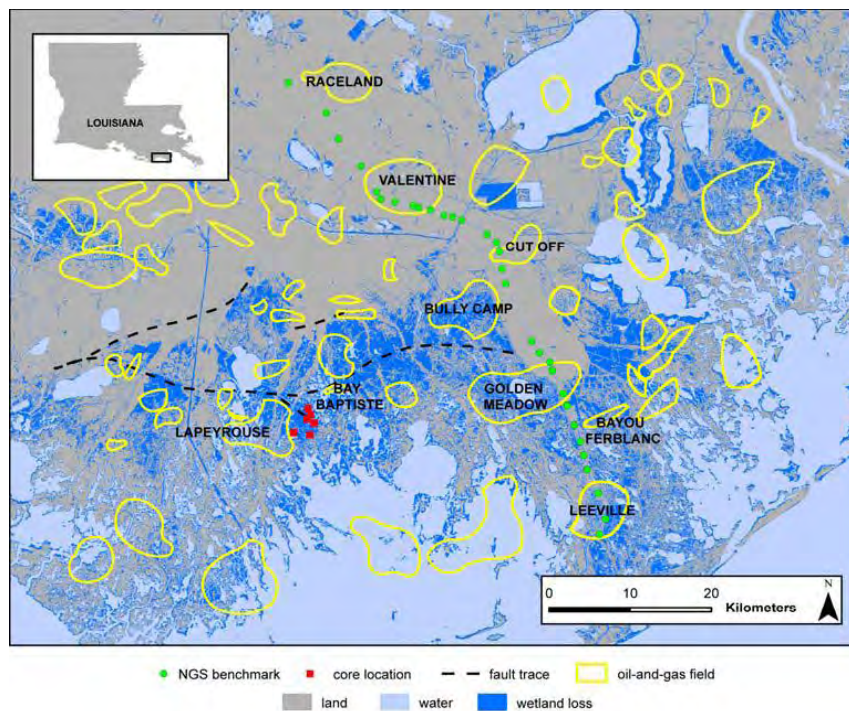 LOUISIANA
RACELAND
VALENTINE
CUT OFF
BULLY CAMP
BAY
BAPTISTE
GOLDEN
MEADOW
LAPEYROUSE
BAYOU
FERBLANC
LEEVILLE
N
0 10 20
Kilometers
NGS benchmark core location fault trace oil-and-gas field
land water wetland loss